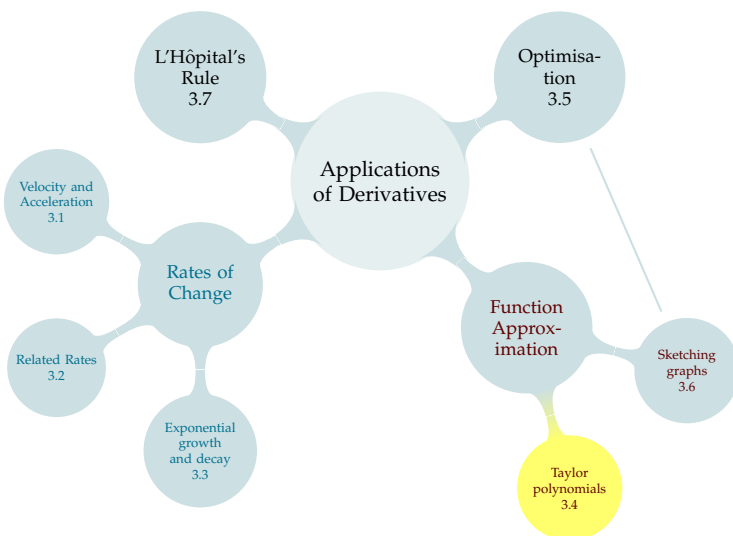 L'Hôpital's
Rule
3.7
Optimisa-
tion
3.5
Applications
of Derivatives
Velocity and
Acceleration
3.1
Rates of
Change
Function
Approx-
imation
Related Rates
3.2
Sketching
graphs
3.6
Exponential
growth
and decay
3.3
Taylor
polynomials
3.4